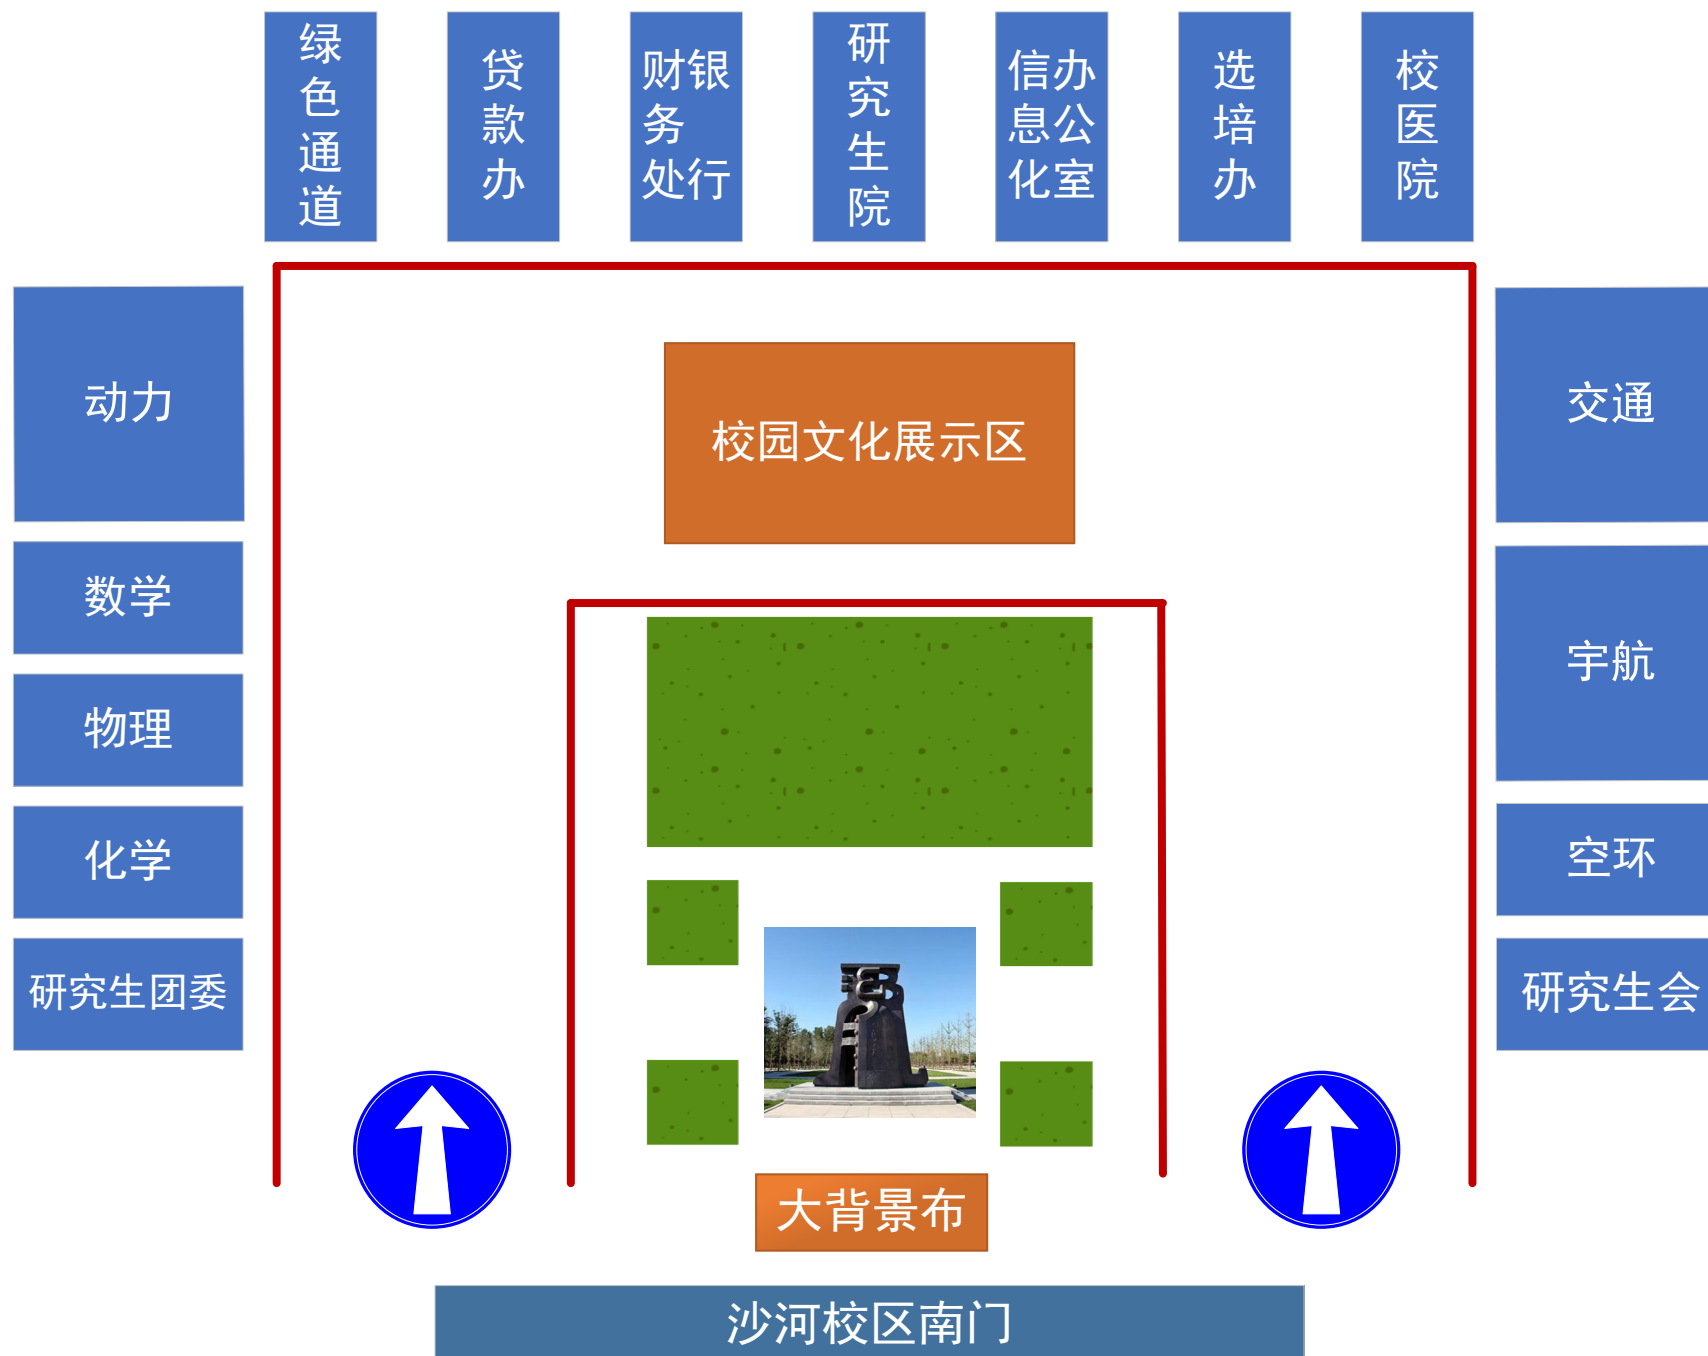 绿色通道
贷款办
财务处
银行
研究生院
信息化
办公室
选培办
校医院
动力
校园文化展示区
交通
数学
宇航
物理
化学
空环
研究生团委
研究生会
大背景布
沙河校区南门